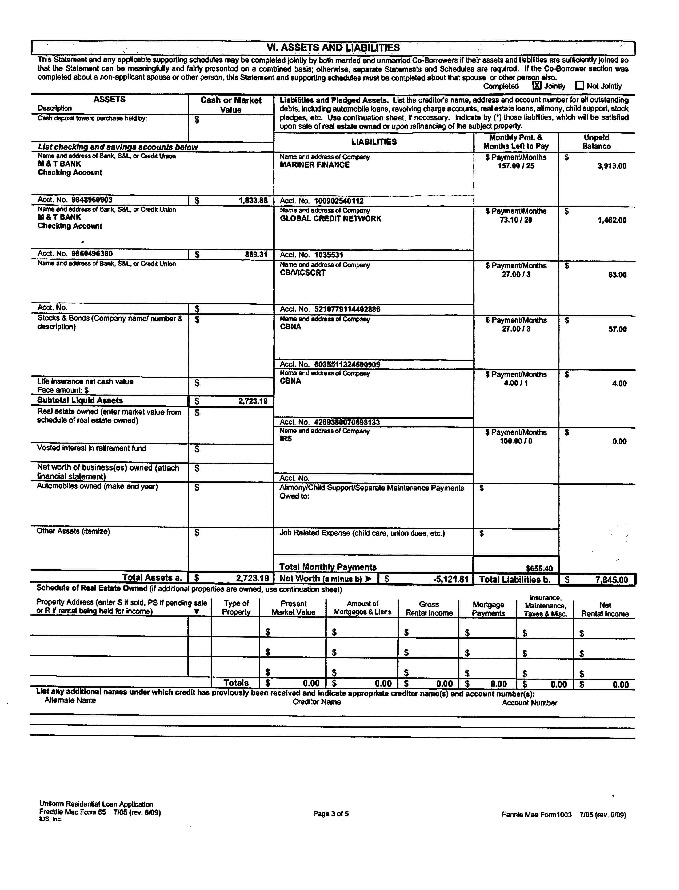 VI. ASSETS AND LIABILITIES
This Statement and any applicable supporting schedules may be completed jointly by both married and unmarried Co-Borrowers if their assets and liabilities are sufficiently joined so
that the Statement can be meaningfully and fairly presented on a combined basis; otherwise, separate Statements and Schedules are required. If the Co-Borrower section was
completed about a non-applicant spouse or other person, this Statement and supporting schedules must be completed about that spouse or other person also.
Completed X Jointly Not Jointly
ASSETS
Description
Cash or Market
Value
Cash deposit toward purchase held by:
$
List checking and savings accounts below
Name and address of Bank, S&L, or Credit Union
M & T BANK
Checking Account
Acct. No.
$ 1,833.88
Name and address of Bank, S&L, or Credit Union
M & T BANK
Checking Account
Acct. No. 9860496380
$ 889.31
Name and address of Bank, S&L, or Credit Union
Acct. No.
$
Stocks & Bonds (Company name/ number &
description)
$
Life insurance net cash value
Face amount: $
$
Subtotal Liquid Assets
$ 2,723.19
Real estate owned (enter market value from
schedule of real estate owned)
$
Vested interest in retirement fund
$
Net worth of business(es) owned (attach
financial statement)
$
Automobiles owned (make and year)
$
Other Assets (itemize)
$
Total Assets a. $ 2,723.19
Liabilities and Pledged Assets. List the creditor's name, address and account number for all outstanding
debts, including automobile loans, revolving charge accounts, real estate loans, alimony, child support, stock
pledges, etc. Use continuation sheet, if necessary. Indicate by (*) those liabilities, which will be satisfied
upon sale of real estate owned or upon refinancing of the subject property.
LIABILITIES
Monthly Pmt. &
Months Left to Pay
Unpaid
Balance
Name and address of Company
MARINER FINANCE
$ Payment/Months
157.00 / 25
$ 3,913.00
Acct. No. 100902540112
Name and address of Company
GLOBAL CREDIT NETWORK
$ Payment/Months
73.10 / 20
$ 1,462.00
Acct. No. 1035531
Name and address of Company
CB/VICSCRT
$ Payment/Months
27.00 / 3
$ 63.00
Acct. No.
Name and address of Company
CBNA
$ Payment/Months
27.00 / 3
$ 57.00
Acct. No.
Name and address of Company
CBNA
$ Payment/Months
4.00 / 1
$ 4.00
Acct. No.
Name and address of Company
IRS
$ Payment/Months
$ 0.00
Acct. No.
Alimony/Child Support/Separate Maintenance Payments
Owed to:
$
Job Related Expense (child care, union dues, etc.)
$
Total Monthly Payments
Net Worth (a minus b) ► $ -5,121.81
Total Liabilities b. $ 7,845.00
Schedule of Real Estate Owned (if additional properties are owned, use continuation sheet)
Property Address (enter S if sold, PS if pending sale
or R if rental being held for income) ▼
Type of
Property
Present
Market Value
Amount of
Mortgages & Liens
Gross
Rental Income
Mortgage
Payments
Insurance,
Maintenance,
Taxes & Misc.
Net
Rental Income
$ $ $ $ $ $
$ $ $ $ $ $
$ $ $ $ $ $
Totals $ 0.00 $ 0.00 $ 0.00 $ 0.00 $ 0.00 $ 0.00
List any additional names under which credit has previously been received and indicate appropriate creditor name(s) and account number(s):
Alternate Name
Creditor Name
Account Number
Uniform Residential Loan Application
Freddie Mac Form 65 7/05 (rev. 6/09)
Page 3 of 5
Fannie Mae Form1003 7/05 (rev. 6/09)